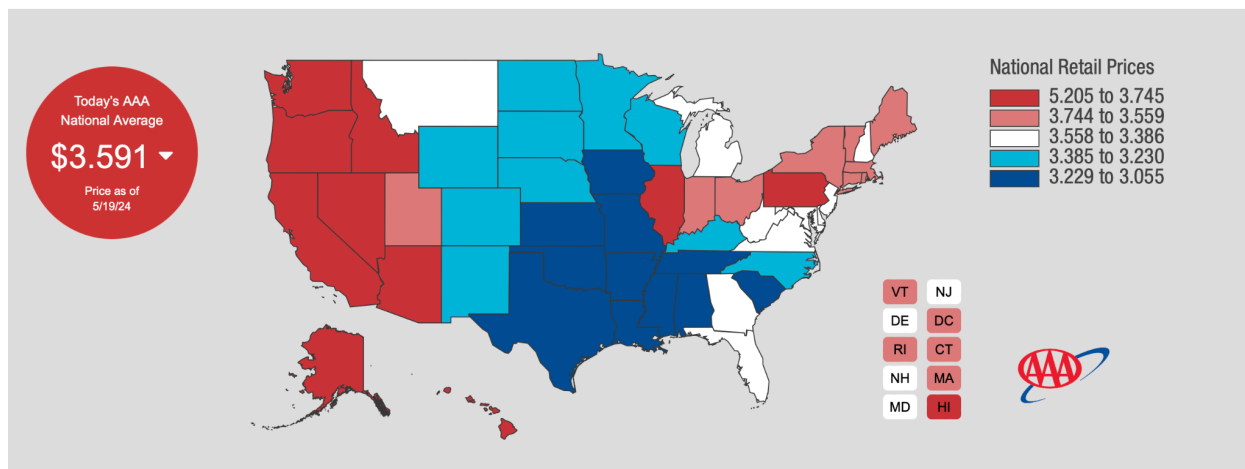 Today's AAA
National Average
$3.591
Price as of
5/19/24
National Retail Prices
5.205 to 3.745
3.744 to 3.559
3.558 to 3.386
3.385 to 3.230
3.229 to 3.055
VT NJ
DE DC
RI CT
NH MA
MD HI
AAA